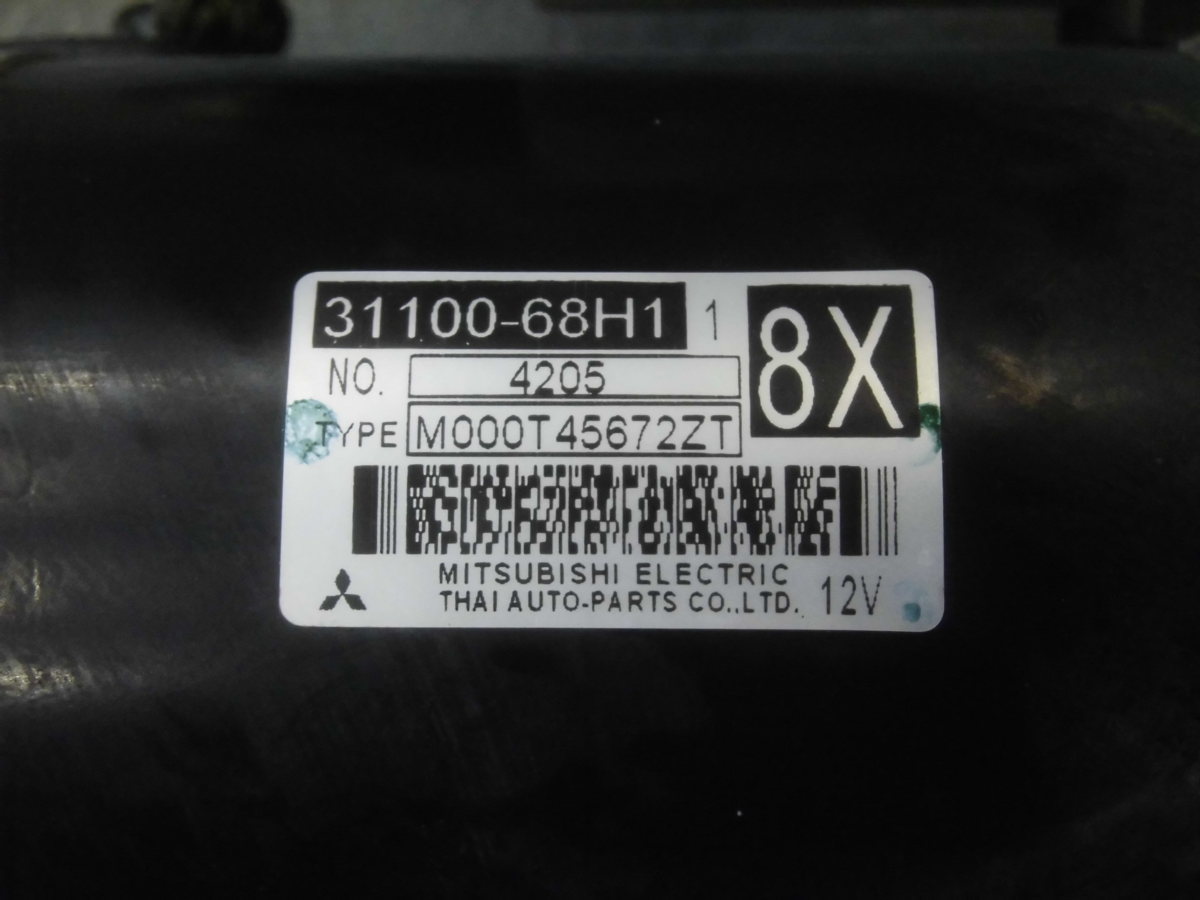 31100-68H1 1
8X
NO. 4205
TYPE M000T45672ZT
MITSUBISHI ELECTRIC
THAI AUTO-PARTS CO.,LTD. 12V